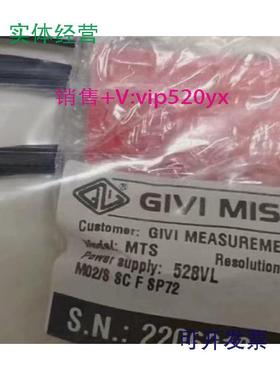 实体经营
销售+V:vip520yx
GIVI MIS
Customer: GIVI MEASUREME
Model: MTS
Resolution
Power supply: 528VL
M02/S SC F SP72
S.N.:
可开发票